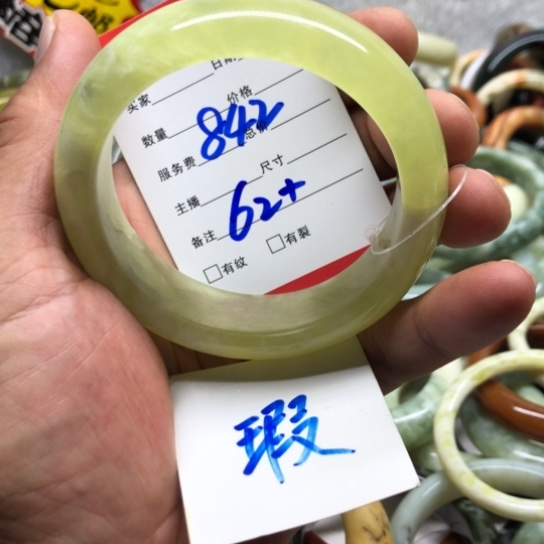 买家 日期
数量 价格
842
服务费 总额
主播 尺寸
62+
备注
□有纹 □有裂
瑕